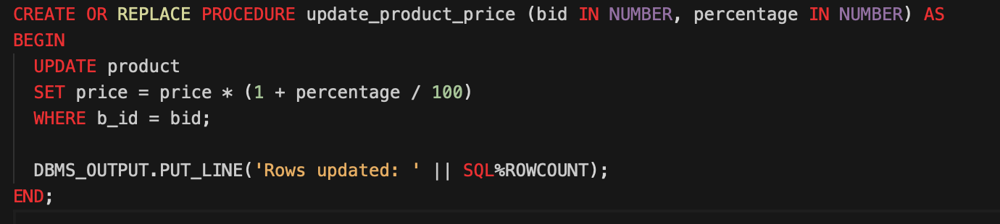 CREATE OR REPLACE PROCEDURE update_product_price (bid IN NUMBER, percentage IN NUMBER) AS
BEGIN
  UPDATE product
  SET price = price * (1 + percentage / 100)
  WHERE b_id = bid;

  DBMS_OUTPUT.PUT_LINE('Rows updated: ' || SQL%ROWCOUNT);
END;